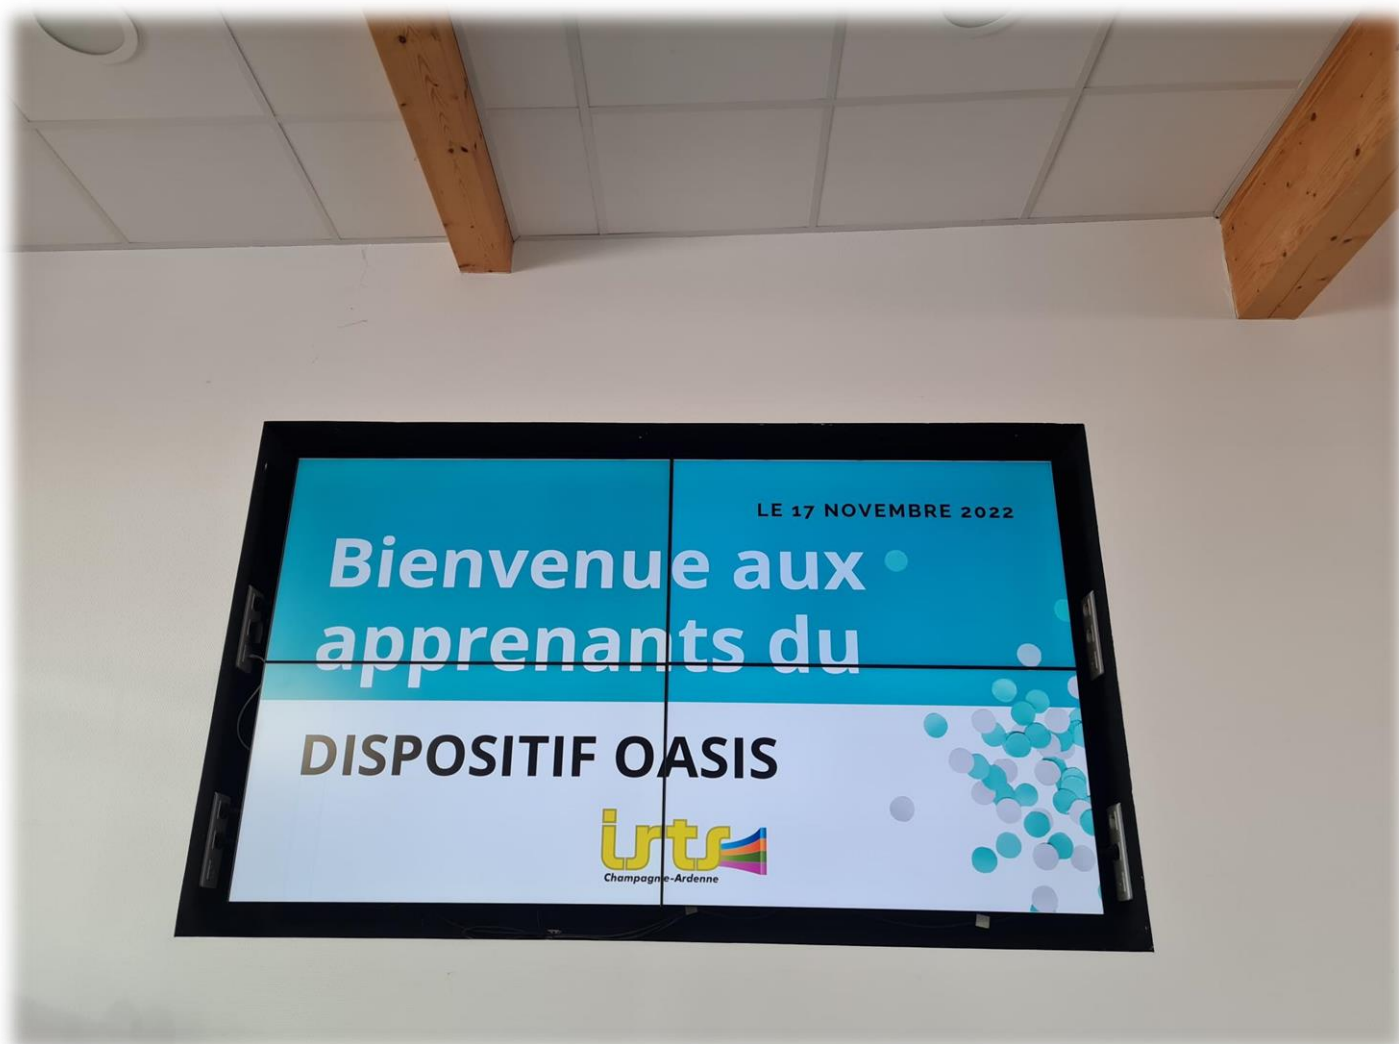 LE 17 NOVEMBRE 2022
Bienvenue aux
apprenants du
DISPOSITIF OASIS
irts
Champagne-Ardenne